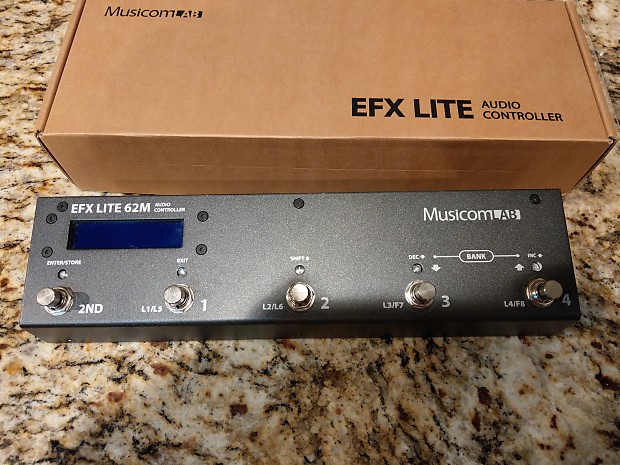 MusicomLAB
EFX LITE AUDIO CONTROLLER
EFX LITE 62M AUDIO CONTROLLER
MusicomLAB
ENTER/STORE
EXIT
SHIFT
DEC
BANK
INC
2ND
L1/L5
1
L2/L6
2
L3/F7
3
L4/F8
4